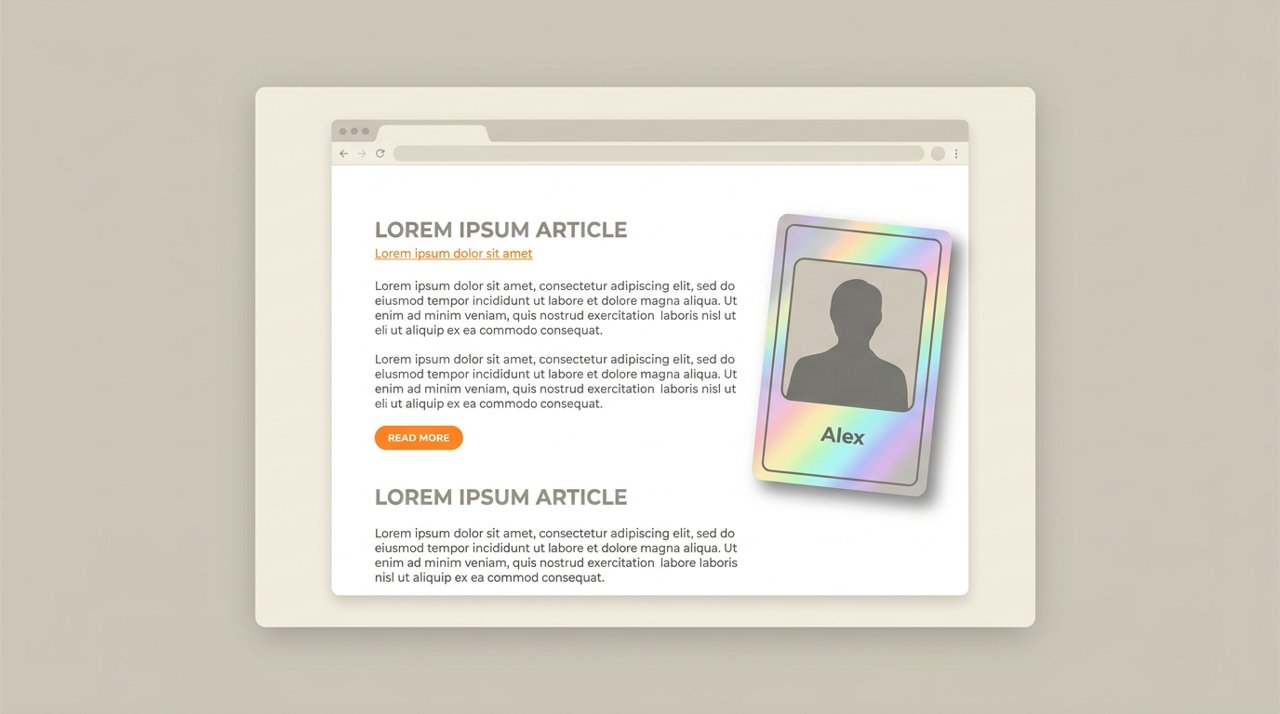 LOREM IPSUM ARTICLE
Lorem ipsum dolor sit amet
Lorem ipsum dolor sit amet, consectetur adipiscing elit, sed do
eiusmod tempor incididunt ut labore et dolore magna aliqua. Ut
enim ad minim veniam, quis nostrud exercitation laboris nisl ut
eli ut aliquip ex ea commodo consequat.
Lorem ipsum dolor sit amet, consectetur adipiscing elit, sed do
eiusmod tempor incididunt ut labore et dolore magna aliqua. Ut
enim ad minim veniam, quis nostrud exercitation laboris nisl ut
eli ut aliquip ex ea commodo consequat.
READ MORE
LOREM IPSUM ARTICLE
Lorem ipsum dolor sit amet, consectetur adipiscing elit, sed do
eiusmod tempor incididunt ut labore et dolore magna aliqua. Ut
enim ad minim veniam, quis nostrud exercitation labore laboris
nisl ut aliquip ex ea commod consequat.
Alex